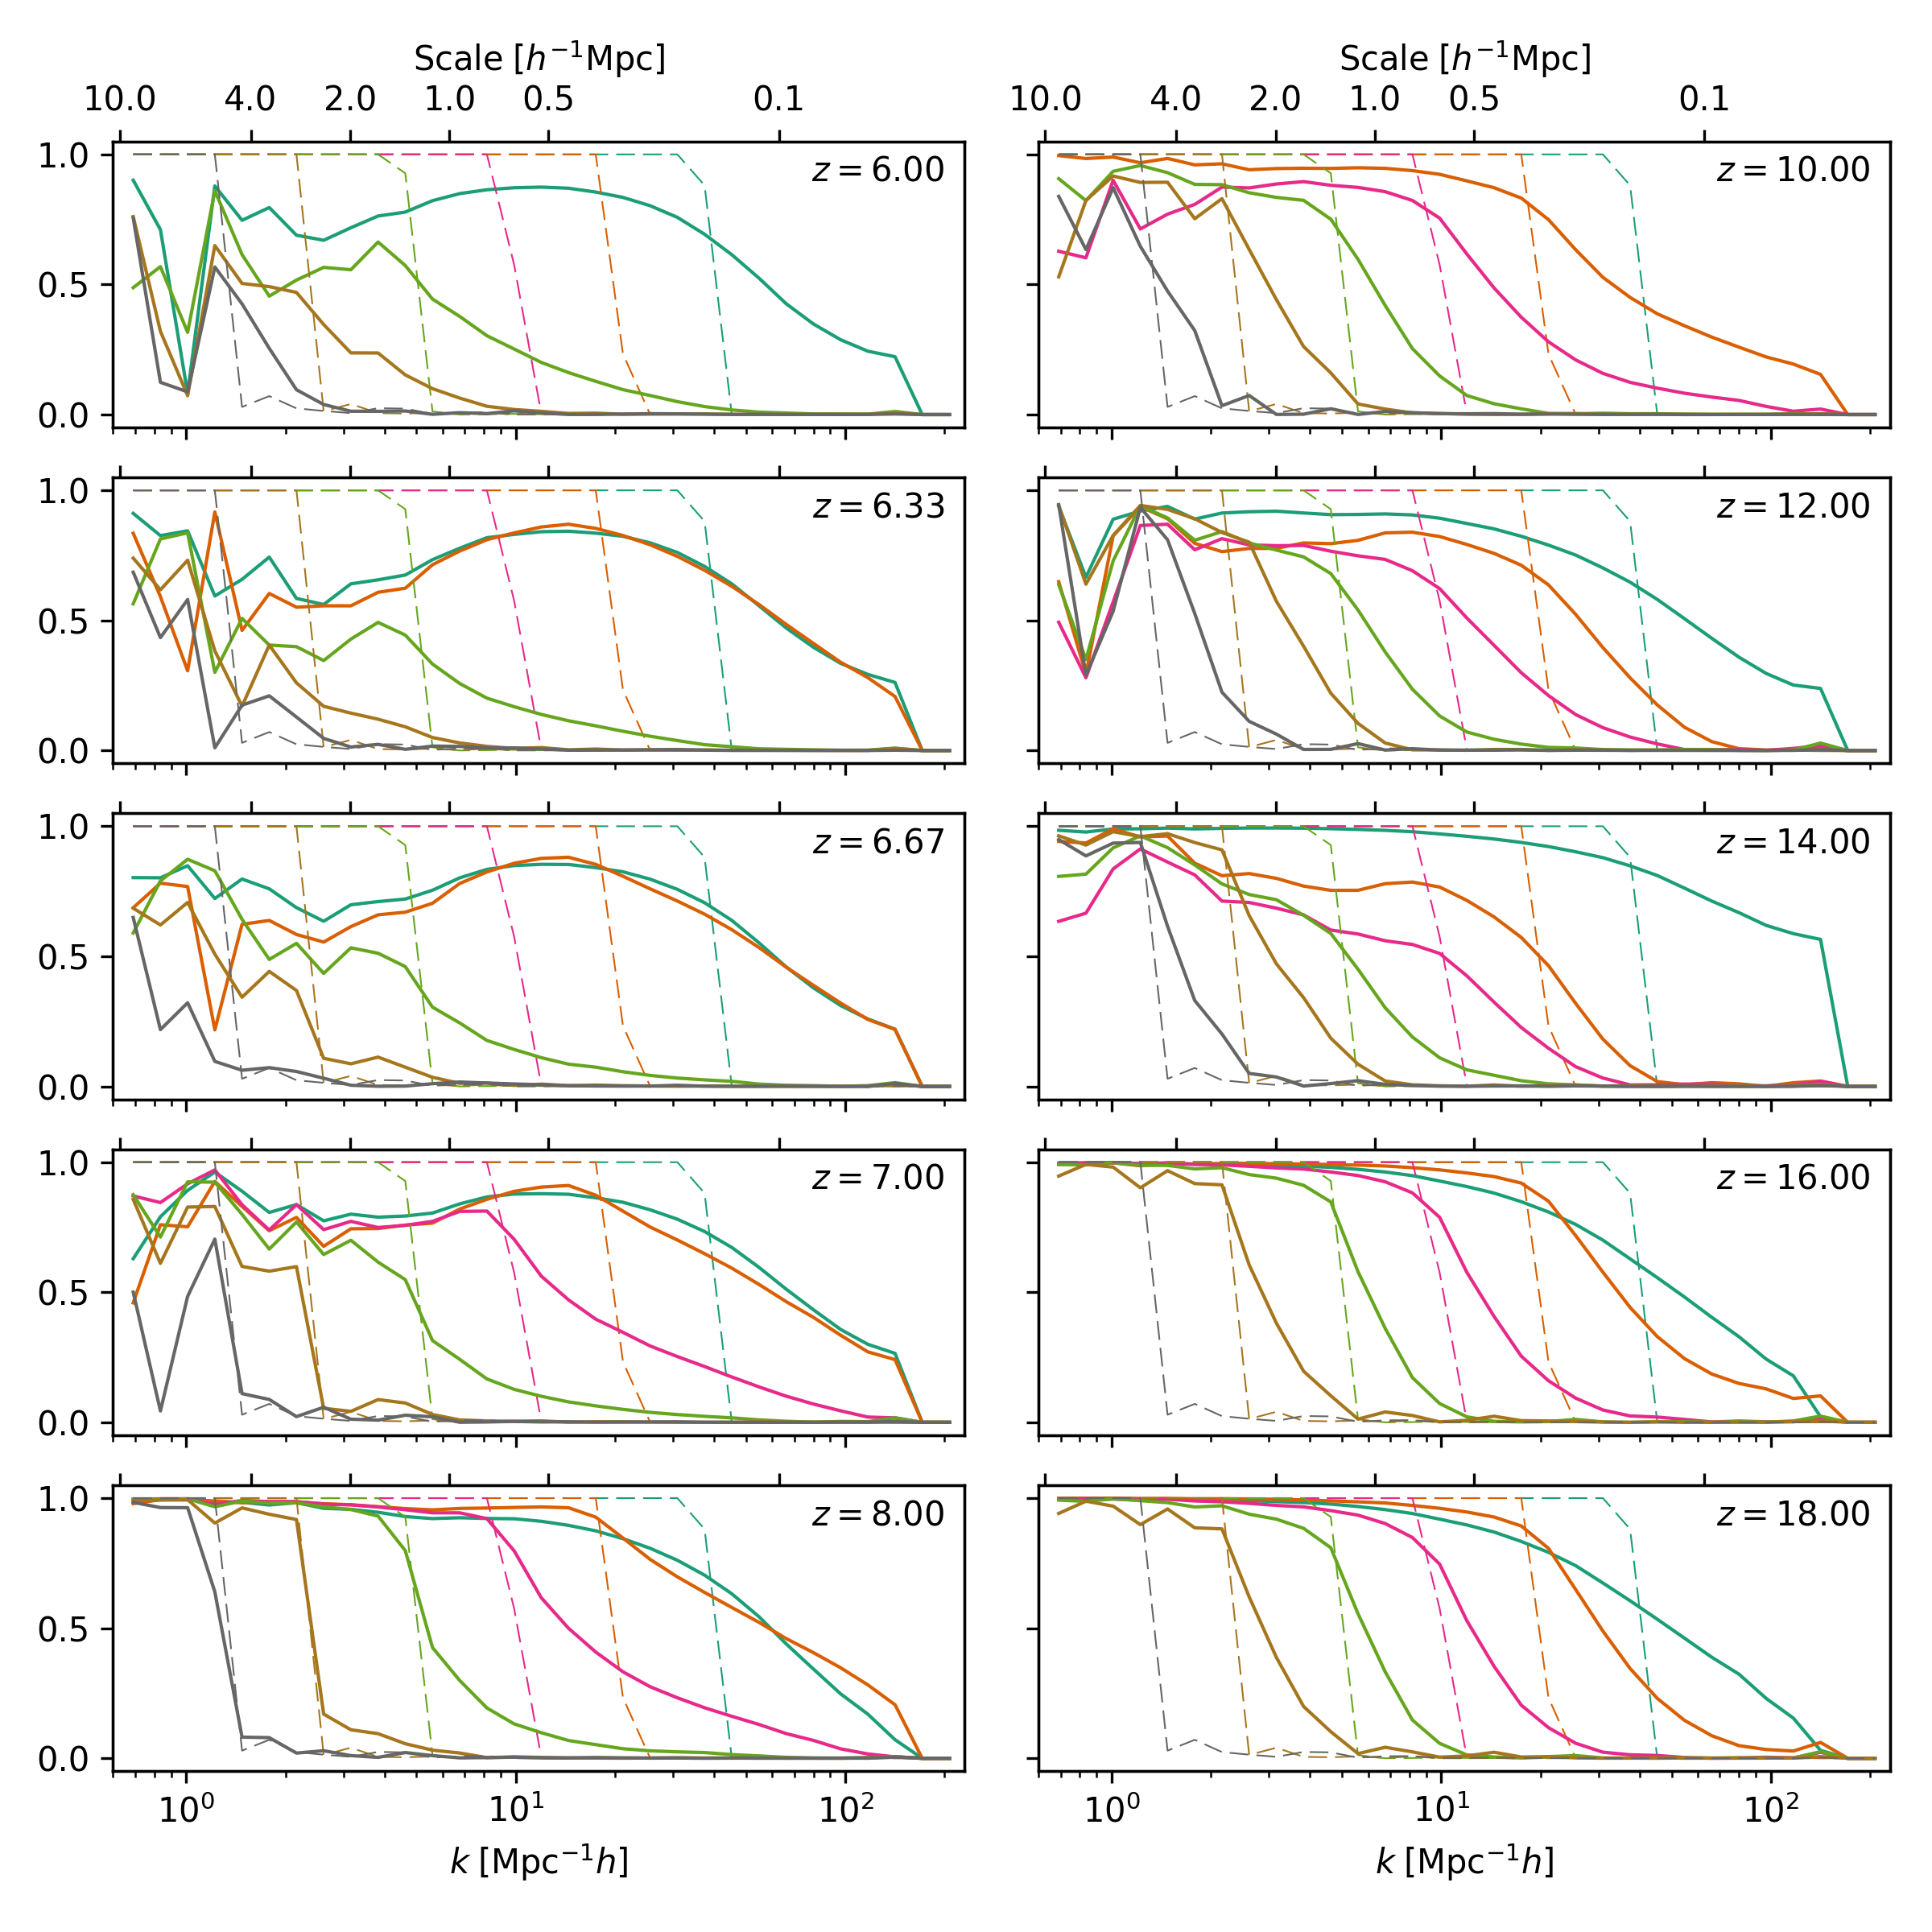 Scale [h⁻¹Mpc] Scale [h⁻¹Mpc]
10.0 4.0 2.0 1.0 0.5 0.1 10.0 4.0 2.0 1.0 0.5 0.1
1.0 z = 6.00 z = 10.00
0.5
0.0
1.0 z = 6.33 z = 12.00
0.5
0.0
1.0 z = 6.67 z = 14.00
0.5
0.0
1.0 z = 7.00 z = 16.00
0.5
0.0
1.0 z = 8.00 z = 18.00
0.5
0.0
10⁰ 10¹ 10² 10⁰ 10¹ 10²
k [Mpc⁻¹h] k [Mpc⁻¹h]